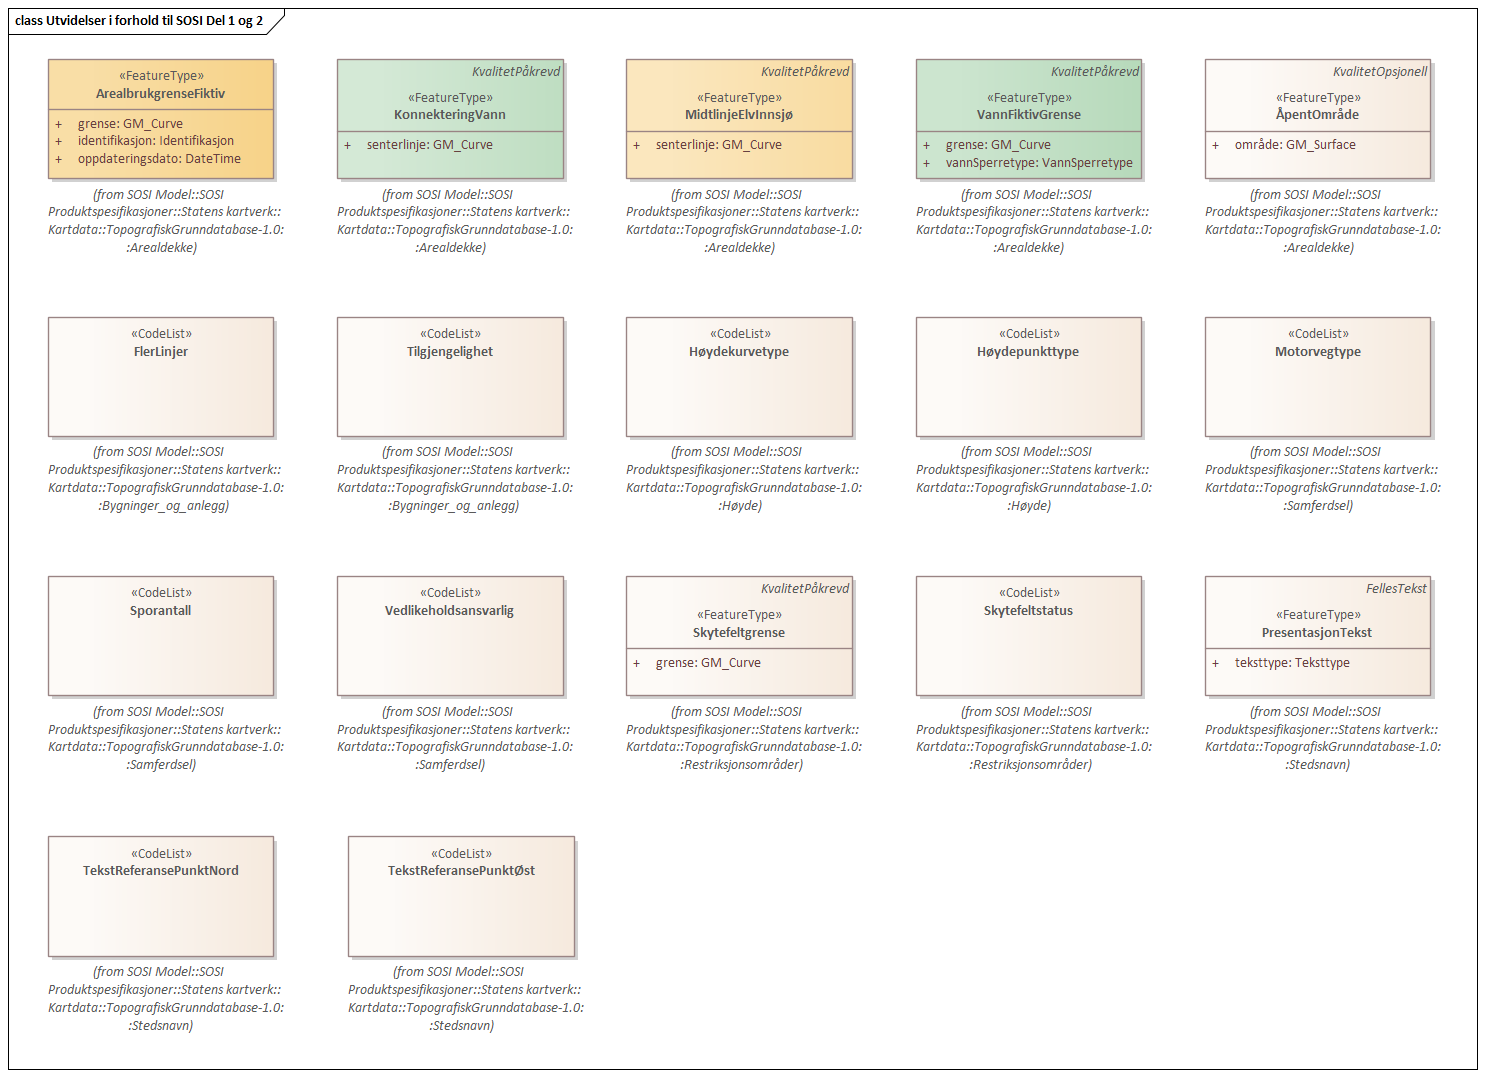 class Utvidelser i forhold til SOSI Del 1 og 2
«FeatureType»
ArealbrukgrenseFiktiv
+ grense: GM_Curve
+ identifikasjon: Identifikasjon
+ oppdateringsdato: DateTime
(from SOSI Model::SOSI
Produktspesifikasjoner::Statens kartverk::
Kartdata::TopografiskGrunndatabase-1.0:
:Arealdekke)
KvalitetPåkrevd
«FeatureType»
KonnekteringVann
+ senterlinje: GM_Curve
(from SOSI Model::SOSI
Produktspesifikasjoner::Statens kartverk::
Kartdata::TopografiskGrunndatabase-1.0:
:Arealdekke)
KvalitetPåkrevd
«FeatureType»
MidtlinjeElvInnsjø
+ senterlinje: GM_Curve
(from SOSI Model::SOSI
Produktspesifikasjoner::Statens kartverk::
Kartdata::TopografiskGrunndatabase-1.0:
:Arealdekke)
KvalitetPåkrevd
«FeatureType»
VannFiktivGrense
+ grense: GM_Curve
+ vannSperretype: VannSperretype
(from SOSI Model::SOSI
Produktspesifikasjoner::Statens kartverk::
Kartdata::TopografiskGrunndatabase-1.0:
:Arealdekke)
KvalitetOpsjonell
«FeatureType»
ÅpentOmråde
+ område: GM_Surface
(from SOSI Model::SOSI
Produktspesifikasjoner::Statens kartverk::
Kartdata::TopografiskGrunndatabase-1.0:
:Arealdekke)
«CodeList»
FlerLinjer
(from SOSI Model::SOSI
Produktspesifikasjoner::Statens kartverk::
Kartdata::TopografiskGrunndatabase-1.0:
:Bygninger_og_anlegg)
«CodeList»
Tilgjengelighet
(from SOSI Model::SOSI
Produktspesifikasjoner::Statens kartverk::
Kartdata::TopografiskGrunndatabase-1.0:
:Bygninger_og_anlegg)
«CodeList»
Høydekurvetype
(from SOSI Model::SOSI
Produktspesifikasjoner::Statens kartverk::
Kartdata::TopografiskGrunndatabase-1.0:
:Høyde)
«CodeList»
Høydepunkttype
(from SOSI Model::SOSI
Produktspesifikasjoner::Statens kartverk::
Kartdata::TopografiskGrunndatabase-1.0:
:Høyde)
«CodeList»
Motorvegtype
(from SOSI Model::SOSI
Produktspesifikasjoner::Statens kartverk::
Kartdata::TopografiskGrunndatabase-1.0:
:Samferdsel)
«CodeList»
Sporantall
(from SOSI Model::SOSI
Produktspesifikasjoner::Statens kartverk::
Kartdata::TopografiskGrunndatabase-1.0:
:Samferdsel)
«CodeList»
Vedlikeholdsansvarlig
(from SOSI Model::SOSI
Produktspesifikasjoner::Statens kartverk::
Kartdata::TopografiskGrunndatabase-1.0:
:Samferdsel)
KvalitetPåkrevd
«FeatureType»
Skytefeltgrense
+ grense: GM_Curve
(from SOSI Model::SOSI
Produktspesifikasjoner::Statens kartverk::
Kartdata::TopografiskGrunndatabase-1.0:
:Restriksjonsområder)
«CodeList»
Skytefeltstatus
(from SOSI Model::SOSI
Produktspesifikasjoner::Statens kartverk::
Kartdata::TopografiskGrunndatabase-1.0:
:Restriksjonsområder)
FellesTekst
«FeatureType»
PresentasjonTekst
+ teksttype: Teksttype
(from SOSI Model::SOSI
Produktspesifikasjoner::Statens kartverk::
Kartdata::TopografiskGrunndatabase-1.0:
:Stedsnavn)
«CodeList»
TekstReferansePunktNord
(from SOSI Model::SOSI
Produktspesifikasjoner::Statens kartverk::
Kartdata::TopografiskGrunndatabase-1.0:
:Stedsnavn)
«CodeList»
TekstReferansePunktØst
(from SOSI Model::SOSI
Produktspesifikasjoner::Statens kartverk::
Kartdata::TopografiskGrunndatabase-1.0:
:Stedsnavn)